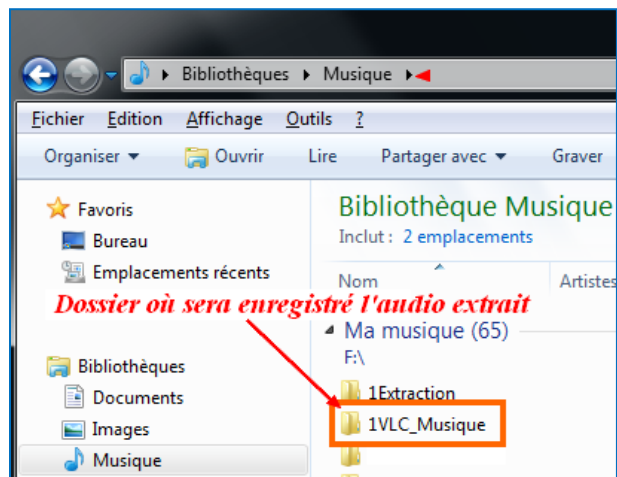 Bibliothèques Musique
Fichier Edition Affichage Outils ?
Organiser Ouvrir Lire Partager avec Graver
Favoris
Bureau
Emplacements récents
Bibliothèque Musique
Inclut : 2 emplacements
Nom Artistes
Dossier où sera enregistré l'audio extrait
Ma musique (65)
F:\
Bibliothèques
Documents
Images
Musique
1Extraction
1VLC_Musique